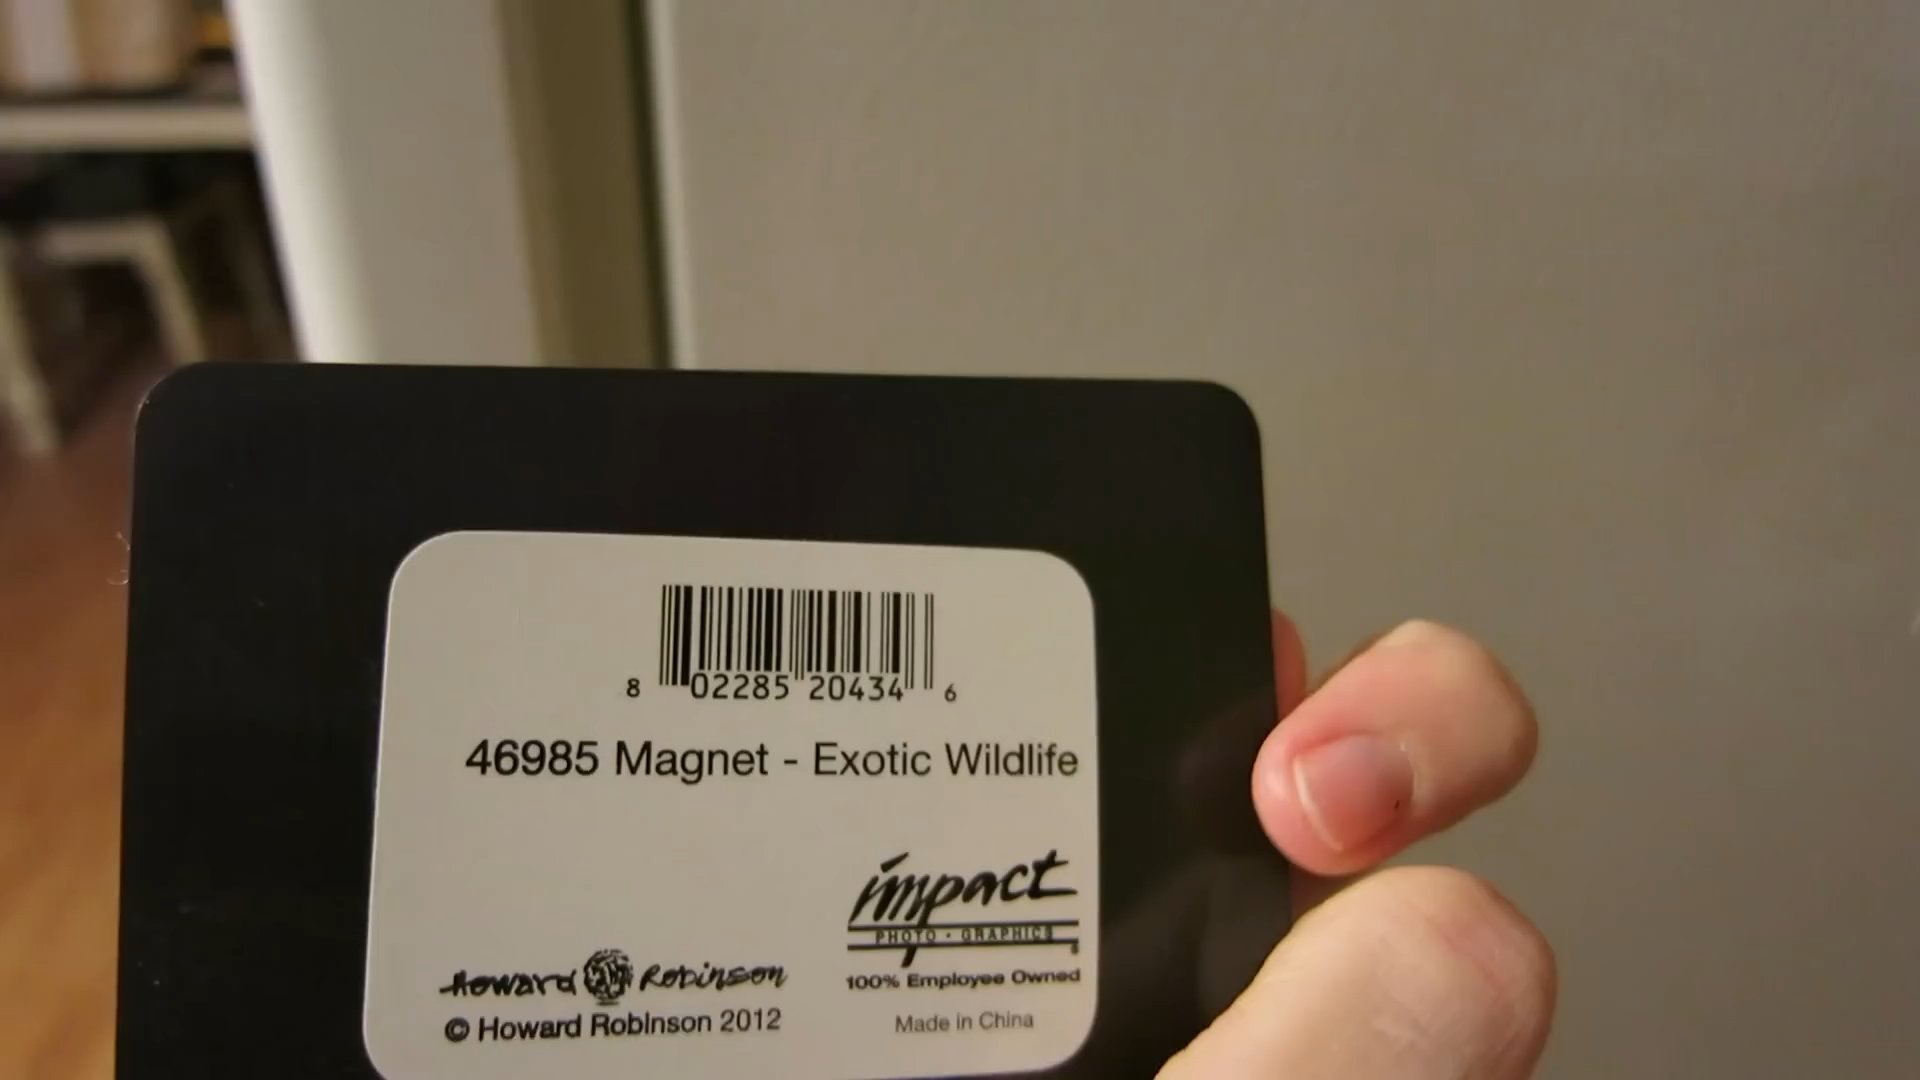 8 02285 20434 6
46985 Magnet - Exotic Wildlife
impact
PHOTO • GRAPHICS
100% Employee Owned
Howard Robinson
© Howard Robinson 2012
Made in China